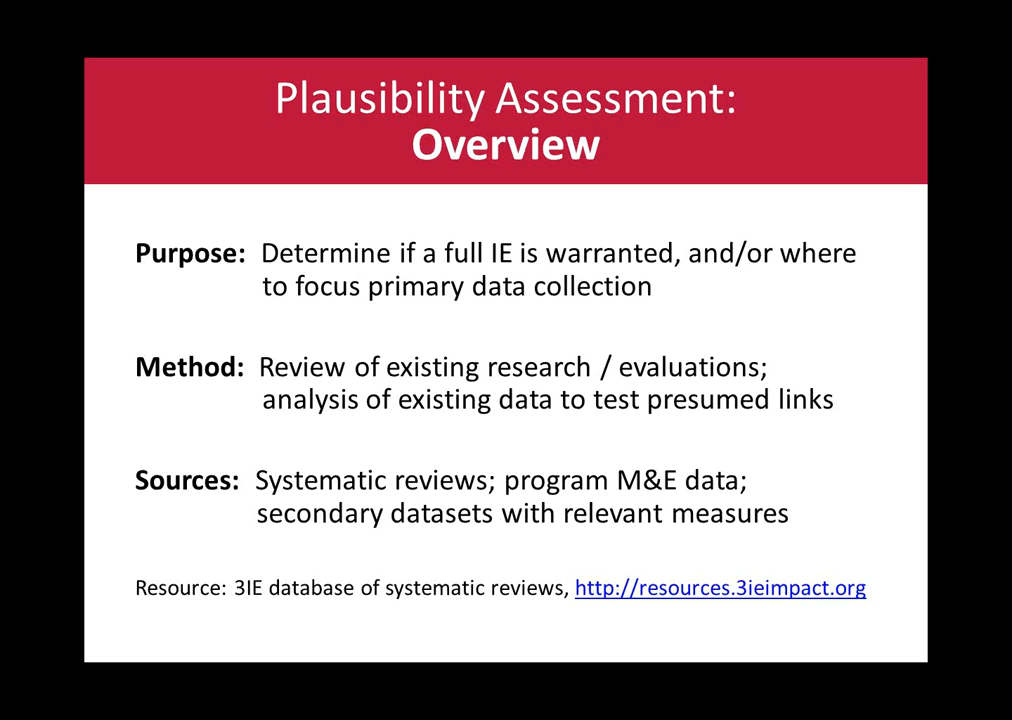 Plausibility Assessment:
Overview
Purpose: Determine if a full IE is warranted, and/or where
to focus primary data collection
Method: Review of existing research / evaluations;
analysis of existing data to test presumed links
Sources: Systematic reviews; program M&E data;
secondary datasets with relevant measures
Resource: 3IE database of systematic reviews, http://resources.3ieimpact.org